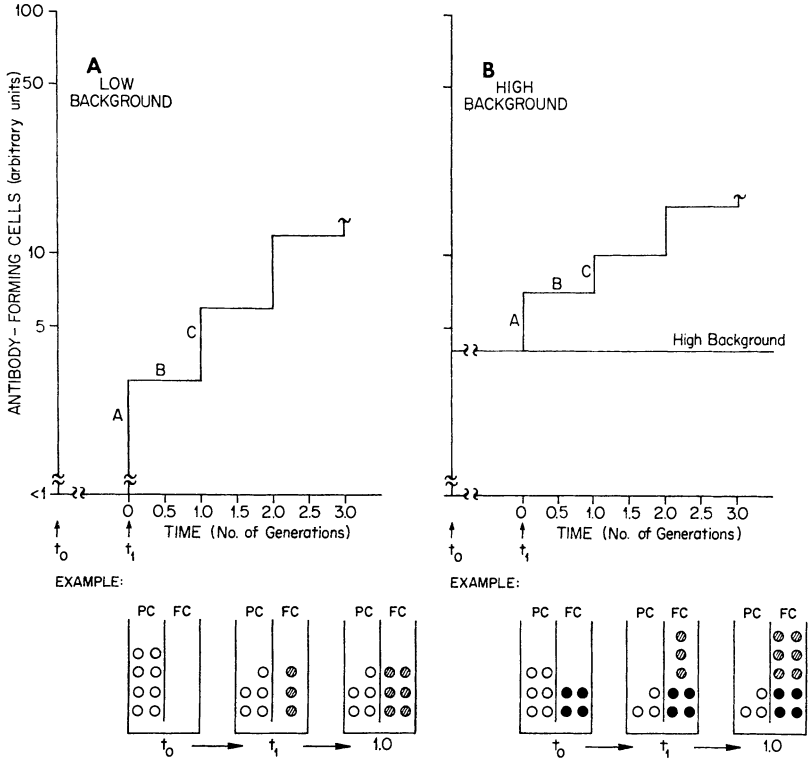 100
50
10
5
<1
ANTIBODY-FORMING CELLS (arbitrary units)
A
LOW
BACKGROUND
A
B
C
0 0.5 1.0 1.5 2.0 2.5 3.0
TIME (No. of Generations)
t0
t1
B
HIGH
BACKGROUND
A
B
C
High Background
0 0.5 1.0 1.5 2.0 2.5 3.0
TIME (No. of Generations)
t0
t1
EXAMPLE:
PC FC
PC FC
PC FC
t0
t1
1.0
EXAMPLE:
PC FC
PC FC
PC FC
t0
t1
1.0